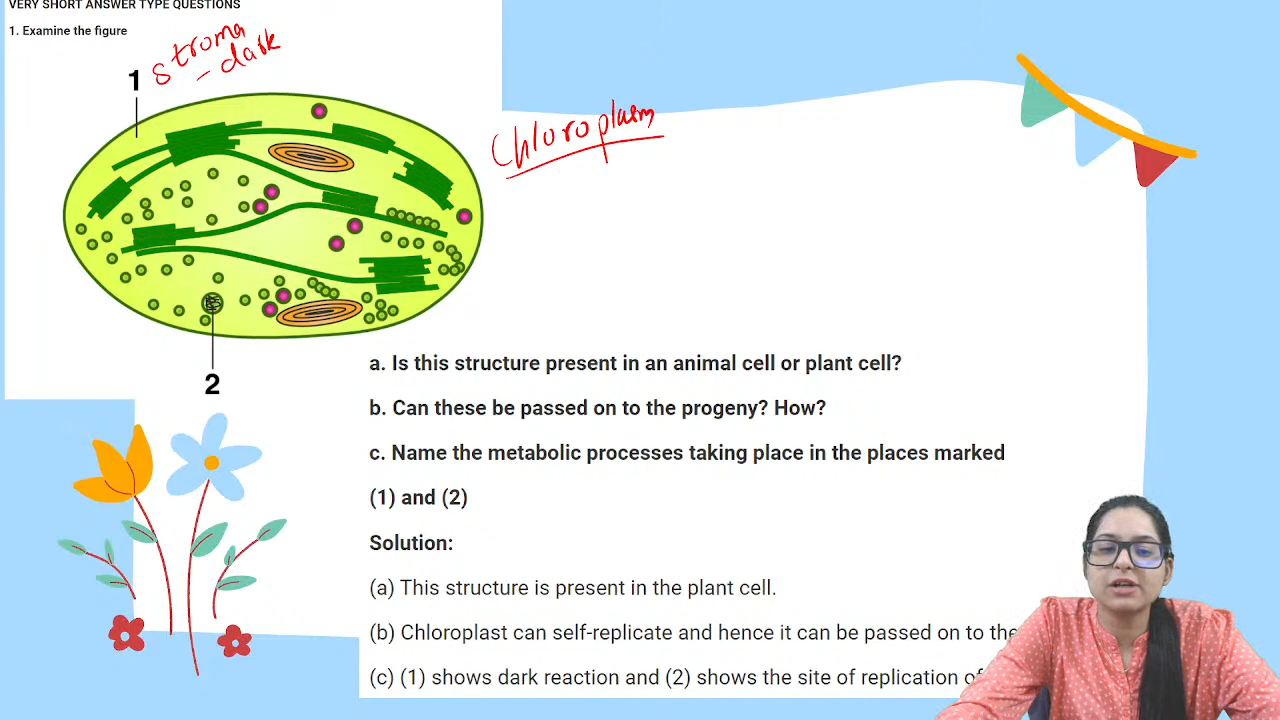 VERY SHORT ANSWER TYPE QUESTIONS
1. Examine the figure
1
stroma
- dark
Chloroplasm
2
a. Is this structure present in an animal cell or plant cell?
b. Can these be passed on to the progeny? How?
c. Name the metabolic processes taking place in the places marked
(1) and (2)
Solution:
(a) This structure is present in the plant cell.
(b) Chloroplast can self-replicate and hence it can be passed on to the
(c) (1) shows dark reaction and (2) shows the site of replication of